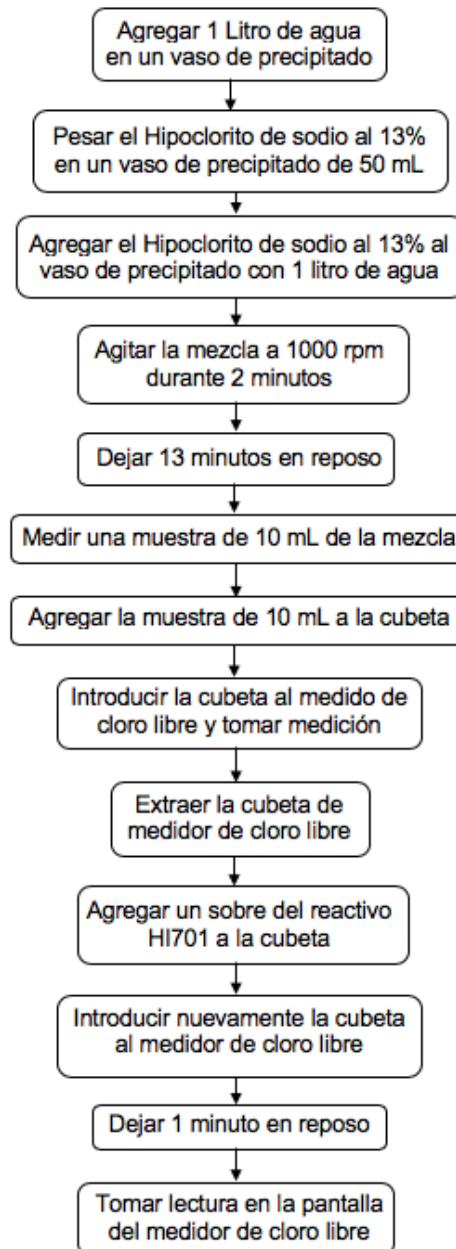 Agregar 1 Litro de agua
en un vaso de precipitado
Pesar el Hipoclorito de sodio al 13%
en un vaso de precipitado de 50 mL
Agregar el Hipoclorito de sodio al 13% al
vaso de precipitado con 1 litro de agua
Agitar la mezcla a 1000 rpm
durante 2 minutos
Dejar 13 minutos en reposo
Medir una muestra de 10 mL de la mezcla
Agregar la muestra de 10 mL a la cubeta
Introducir la cubeta al medido de
cloro libre y tomar medición
Extraer la cubeta de
medidor de cloro libre
Agregar un sobre del reactivo
HI701 a la cubeta
Introducir nuevamente la cubeta
al medidor de cloro libre
Dejar 1 minuto en reposo
Tomar lectura en la pantalla
del medidor de cloro libre